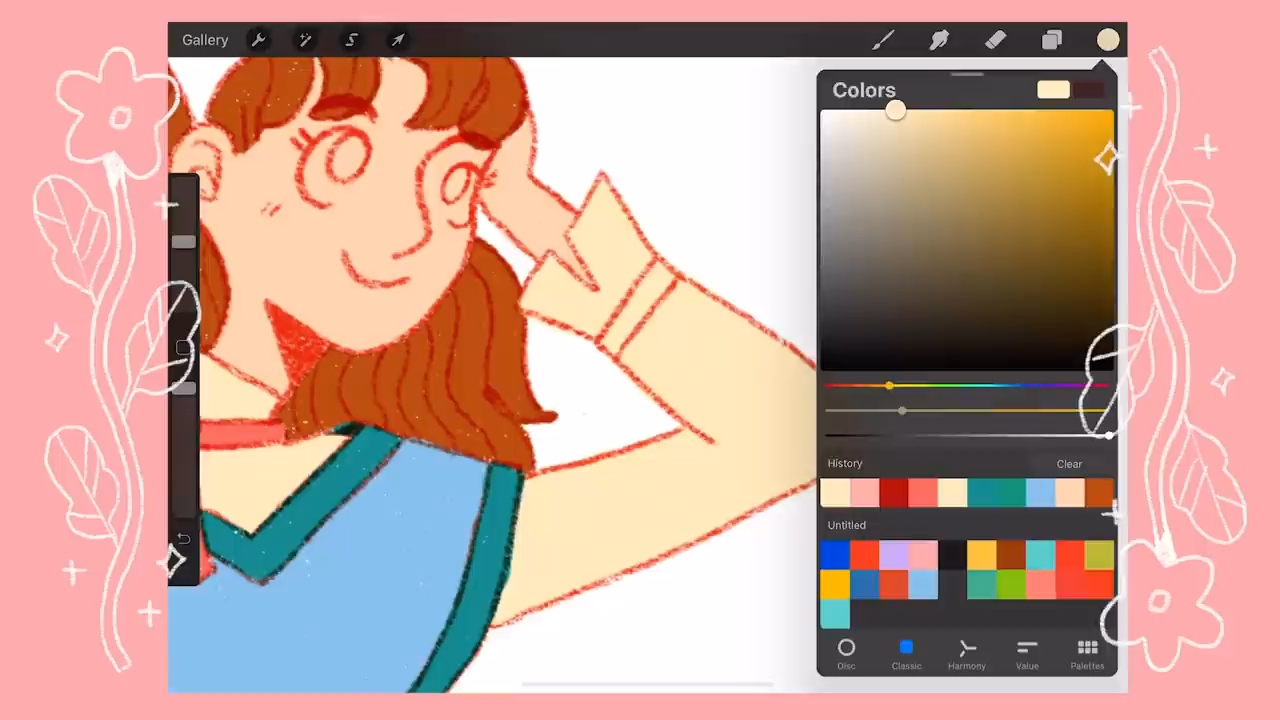 Gallery
Colors
History Clear
Untitled
Disc Classic Harmony Value Palettes